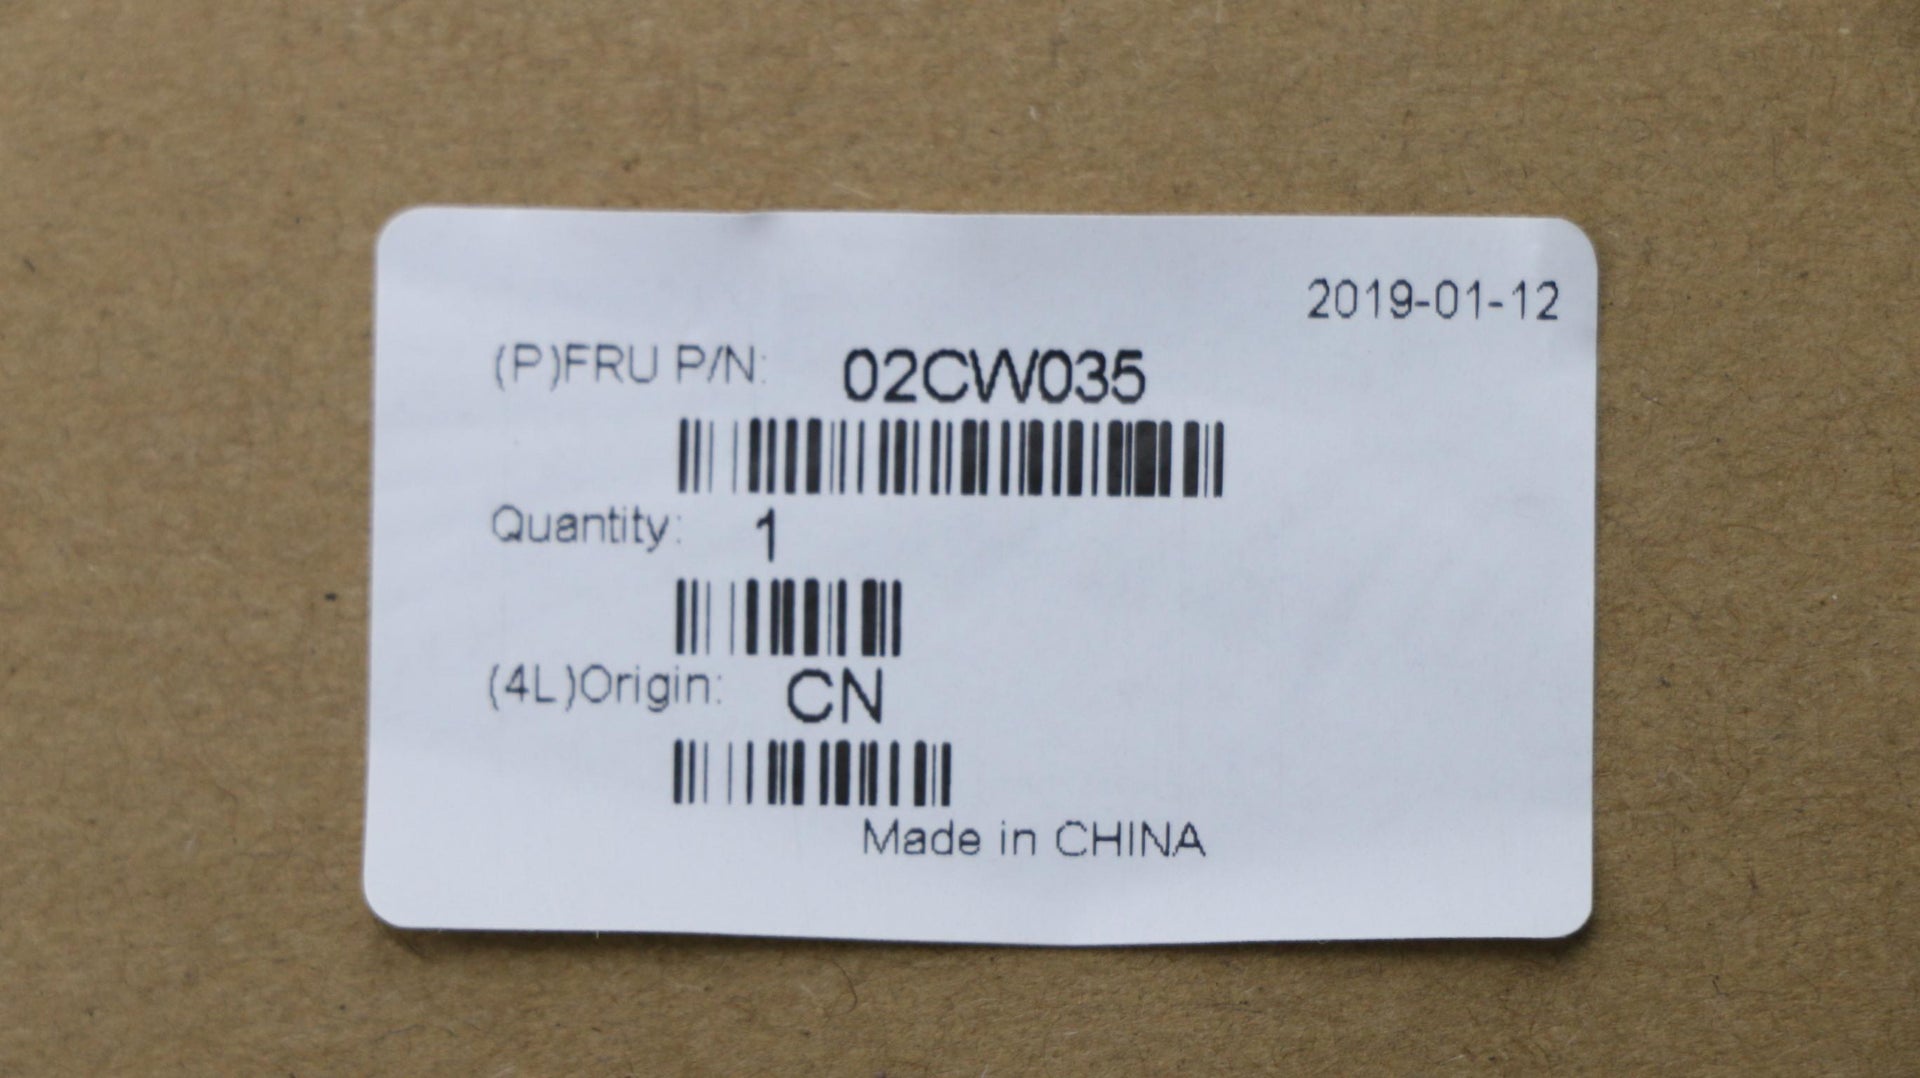 2019-01-12
(P)FRU P/N: 02CW035
Quantity: 1
(4L)Origin: CN
Made in CHINA